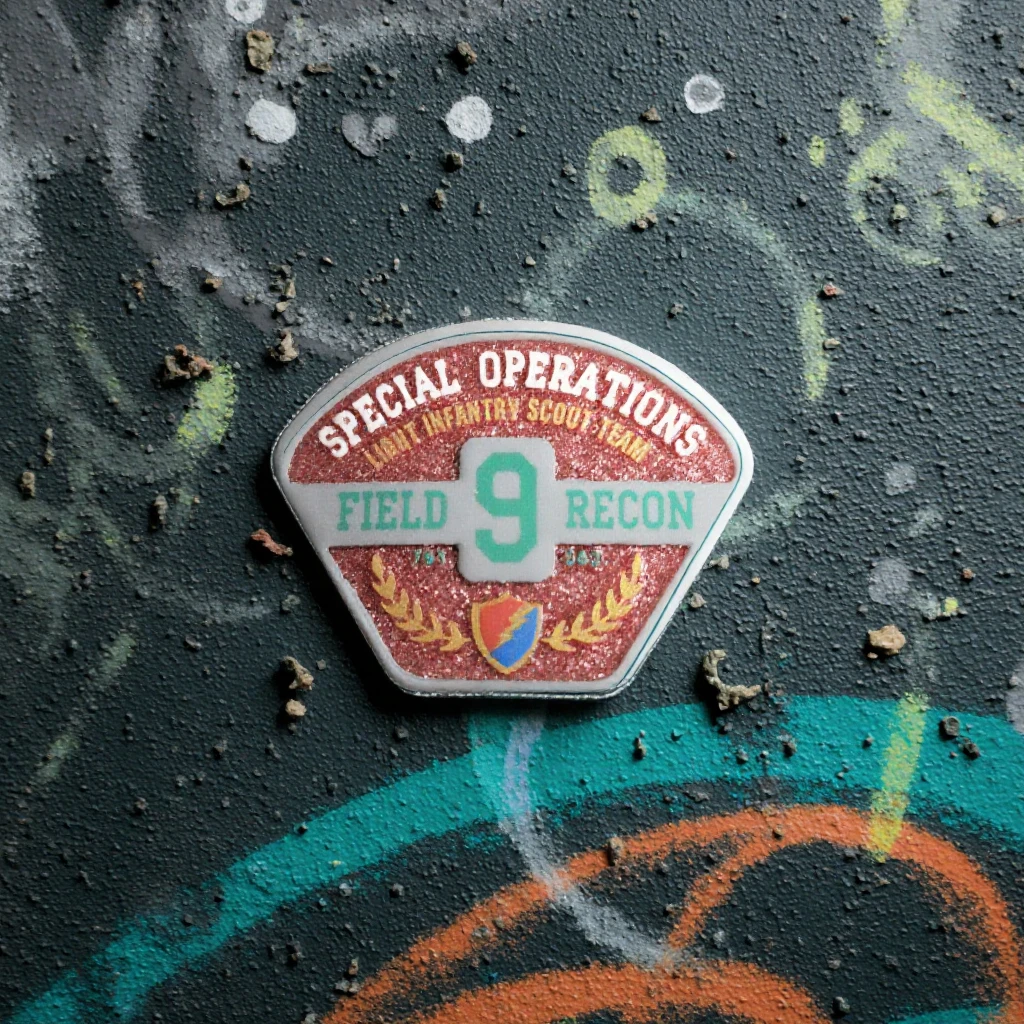 SPECIAL OPERATIONS
LIGHT INFANTRY SCOUT TEAM
FIELD 9 RECON